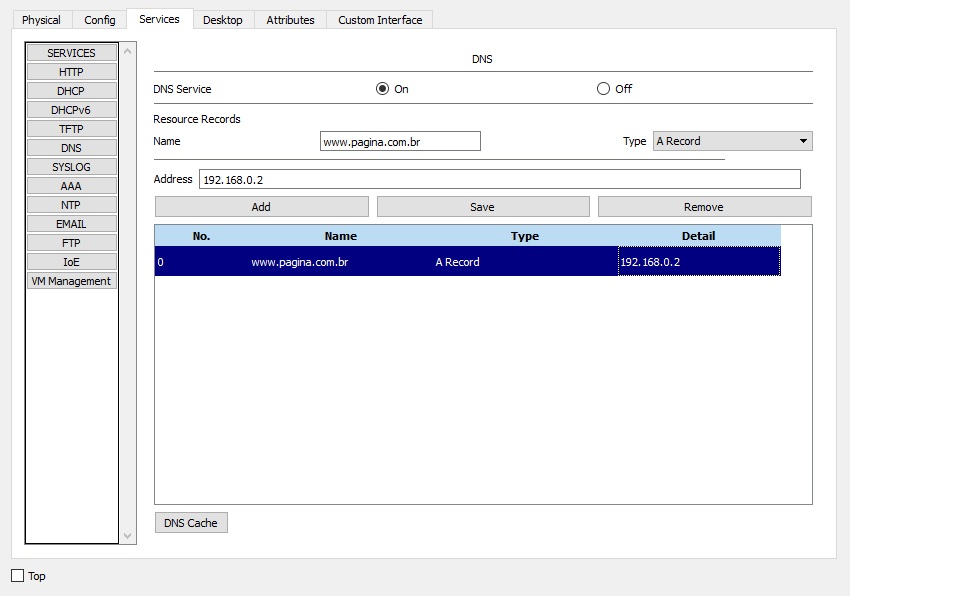 Physical Config Services Desktop Attributes Custom Interface
SERVICES
HTTP
DHCP
DHCPv6
TFTP
DNS
SYSLOG
AAA
NTP
EMAIL
FTP
IoE
VM Management
DNS
DNS Service On Off
Resource Records
Name www.pagina.com.br Type A Record
Address 192.168.0.2
Add Save Remove
No. Name Type Detail
0 www.pagina.com.br A Record 192.168.0.2
DNS Cache
Top